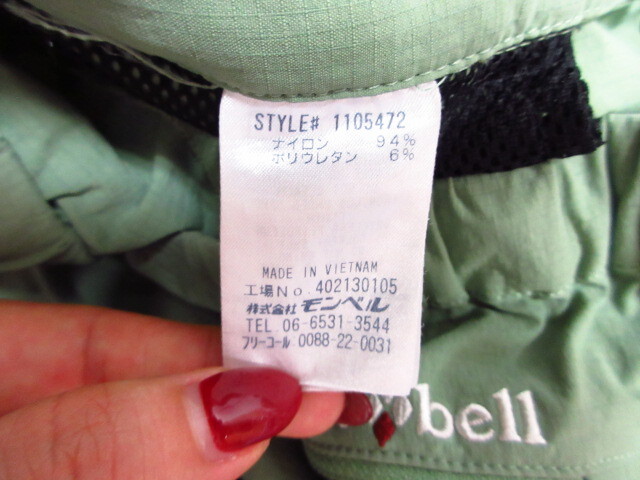 STYLE# 1105472
ナイロン 94%
ポリウレタン 6%
MADE IN VIETNAM
工場No.402130105
株式会社 モンベル
TEL 06-6531-3544
フリーコール 0088-22-0031
bell